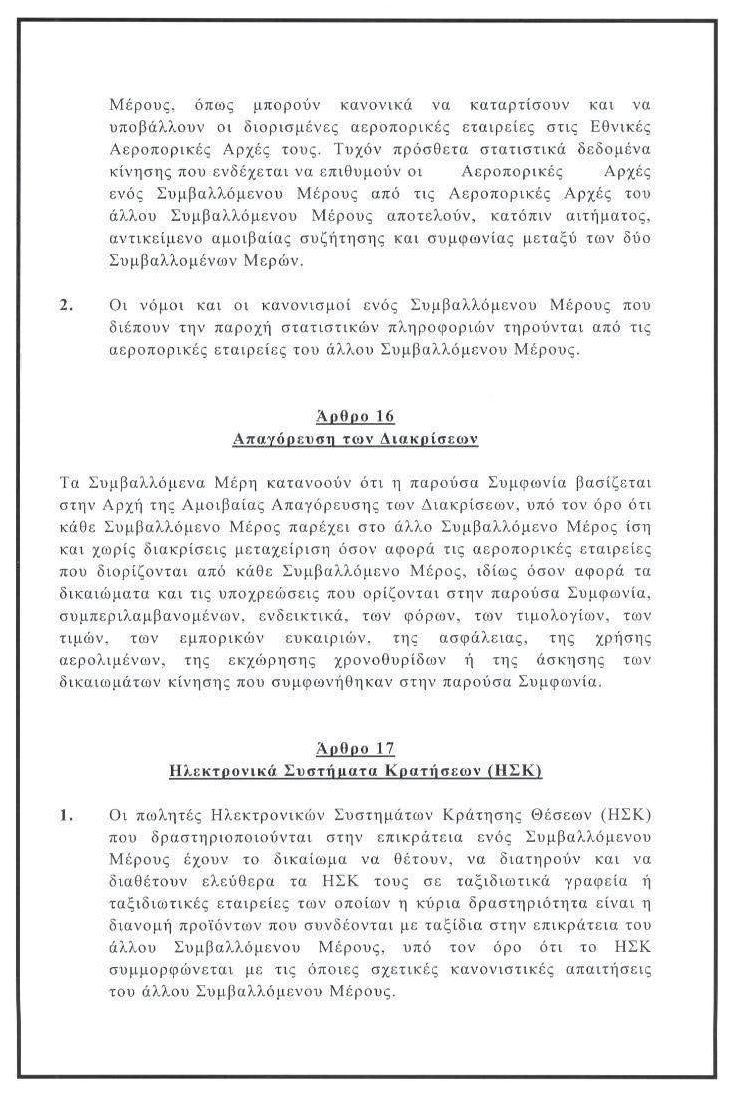 Μέρους, όπως μπορούν κανονικά να καταρτίσουν και να
υποβάλλουν οι διορισμένες αεροπορικές εταιρείες στις Εθνικές
Αεροπορικές Αρχές τους. Τυχόν πρόσθετα στατιστικά δεδομένα
κίνησης που ενδέχεται να επιθυμούν οι Αεροπορικές Αρχές
ενός Συμβαλλόμενου Μέρους από τις Αεροπορικές Αρχές του
άλλου Συμβαλλόμενου Μέρους αποτελούν, κατόπιν αιτήματος,
αντικείμενο αμοιβαίας συζήτησης και συμφωνίας μεταξύ των δύο
Συμβαλλομένων Μερών.
2. Οι νόμοι και οι κανονισμοί ενός Συμβαλλόμενου Μέρους που
διέπουν την παροχή στατιστικών πληροφοριών τηρούνται από τις
αεροπορικές εταιρείες του άλλου Συμβαλλόμενου Μέρους.
Άρθρο 16
Απαγόρευση των Διακρίσεων
Τα Συμβαλλόμενα Μέρη κατανοούν ότι η παρούσα Συμφωνία βασίζεται
στην Αρχή της Αμοιβαίας Απαγόρευσης των Διακρίσεων, υπό τον όρο ότι
κάθε Συμβαλλόμενο Μέρος παρέχει στο άλλο Συμβαλλόμενο Μέρος ίση
και χωρίς διακρίσεις μεταχείριση όσον αφορά τις αεροπορικές εταιρείες
που διορίζονται από κάθε Συμβαλλόμενο Μέρος, ιδίως όσον αφορά τα
δικαιώματα και τις υποχρεώσεις που ορίζονται στην παρούσα Συμφωνία,
συμπεριλαμβανομένων, ενδεικτικά, των φόρων, των τιμολογίων, των
τιμών, των εμπορικών ευκαιριών, της ασφάλειας, της χρήσης
αερολιμένων, της εκχώρησης χρονοθυρίδων ή της άσκησης των
δικαιωμάτων κίνησης που συμφωνήθηκαν στην παρούσα Συμφωνία.
Άρθρο 17
Ηλεκτρονικά Συστήματα Κρατήσεων (ΗΣΚ)
1. Οι πωλητές Ηλεκτρονικών Συστημάτων Κράτησης Θέσεων (ΗΣΚ)
που δραστηριοποιούνται στην επικράτεια ενός Συμβαλλόμενου
Μέρους έχουν το δικαίωμα να θέτουν, να διατηρούν και να
διαθέτουν ελεύθερα τα ΗΣΚ τους σε ταξιδιωτικά γραφεία ή
ταξιδιωτικές εταιρείες των οποίων η κύρια δραστηριότητα είναι η
διανομή προϊόντων που συνδέονται με ταξίδια στην επικράτεια του
άλλου Συμβαλλόμενου Μέρους, υπό τον όρο ότι το ΗΣΚ
συμμορφώνεται με τις όποιες σχετικές κανονιστικές απαιτήσεις
του άλλου Συμβαλλόμενου Μέρους.